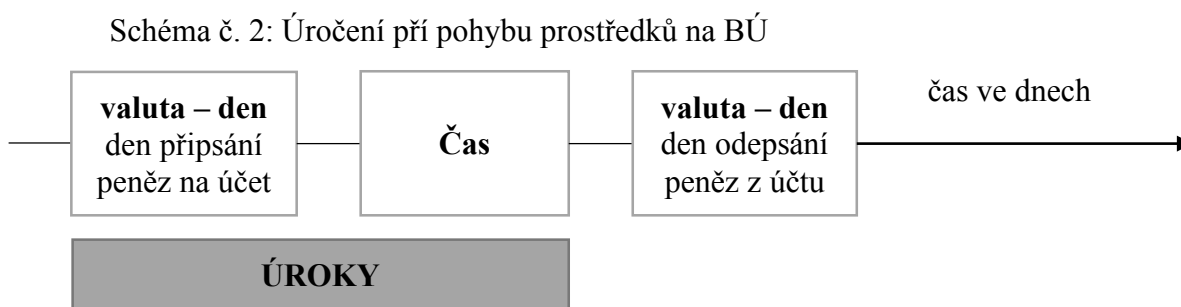 Schéma č. 2: Úročení pří pohybu prostředků na BÚ
valuta – den
den připsání
peněz na účet
Čas
valuta – den
den odepsání
peněz z účtu
čas ve dnech
ÚROKY